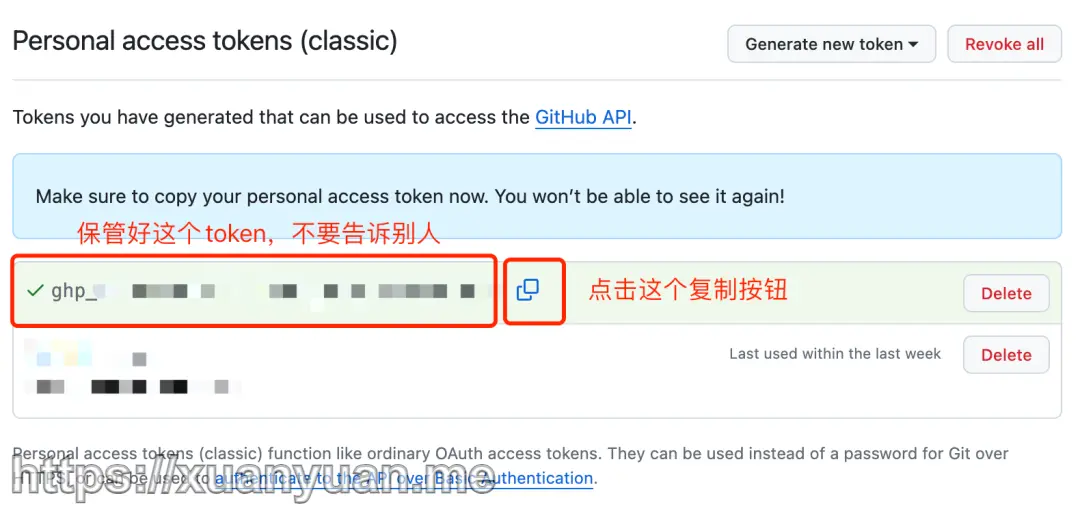 Personal access tokens (classic)
Generate new token
Revoke all
Tokens you have generated that can be used to access the GitHub API.
Make sure to copy your personal access token now. You won’t be able to see it again!
保管好这个token，不要告诉别人
ghp_
点击这个复制按钮
Delete
Last used within the last week
Delete
Personal access tokens (classic) function like ordinary OAuth access tokens. They can be used instead of a password for Git over
HTTPS, or can be used to authenticate to the API over Basic Authentication.
https://xuanyuan.me